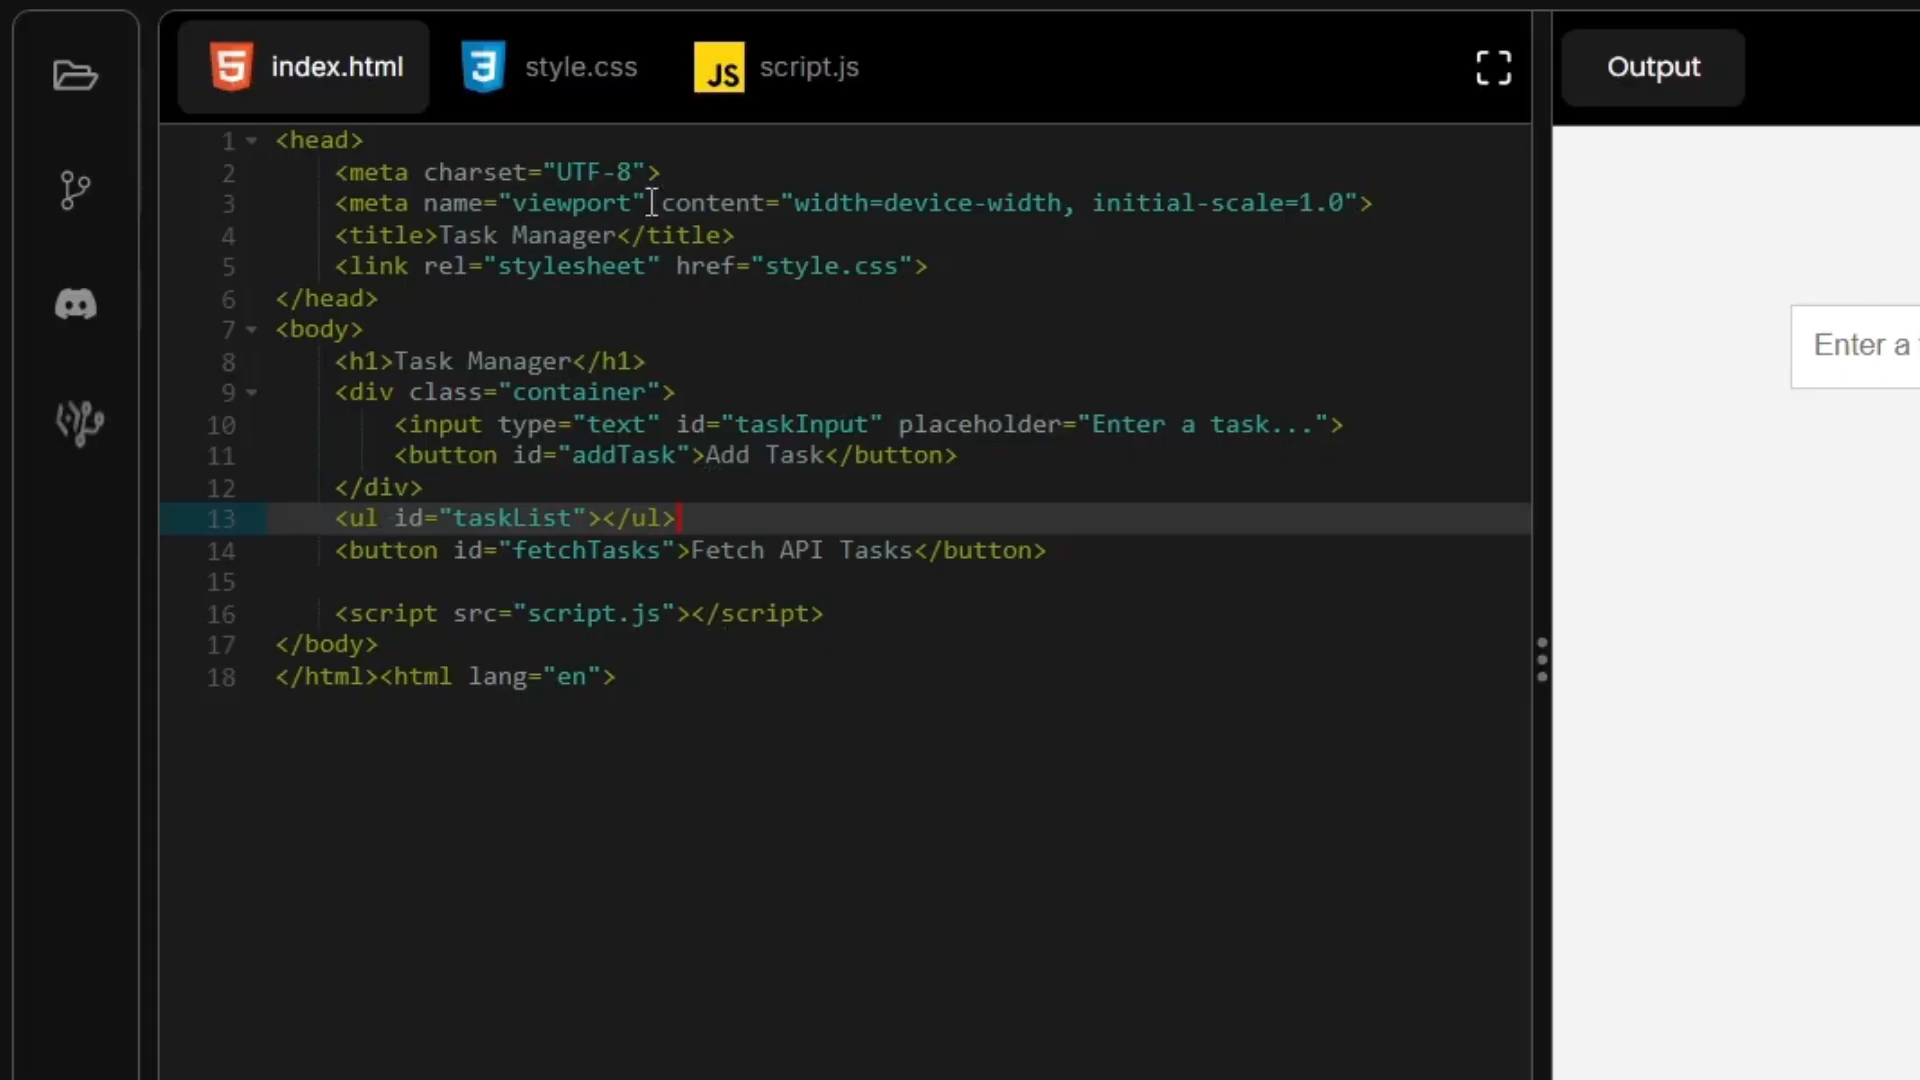 index.html
style.css
JS script.js
Output
1 <head>
2 <meta charset="UTF-8">
3 <meta name="viewport" content="width=device-width, initial-scale=1.0">
4 <title>Task Manager</title>
5 <link rel="stylesheet" href="style.css">
6 </head>
7 <body>
8 <h1>Task Manager</h1>
9 <div class="container">
10 <input type="text" id="taskInput" placeholder="Enter a task...">
11 <button id="addTask">Add Task</button>
12 </div>
13 <ul id="taskList"></ul>
14 <button id="fetchTasks">Fetch API Tasks</button>
15
16 <script src="script.js"></script>
17 </body>
18 </html><html lang="en">
Enter a